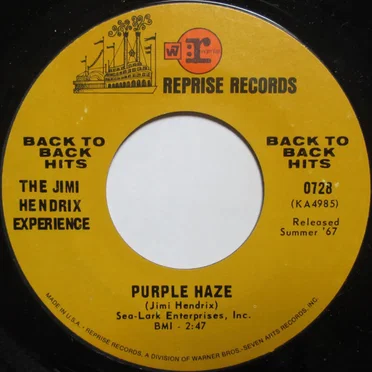 W r
REPRISE RECORDS
BACK TO
BACK
HITS
BACK TO
BACK
HITS
THE JIMI
HENDRIX
EXPERIENCE
0728
(KA4985)
Released
Summer '67
PURPLE HAZE
(Jimi Hendrix)
Sea-Lark Enterprises, Inc.
BMI - 2:47
MADE IN U.S.A. - REPRISE RECORDS, A DIVISION OF WARNER BROS.-SEVEN ARTS RECORDS, INC.